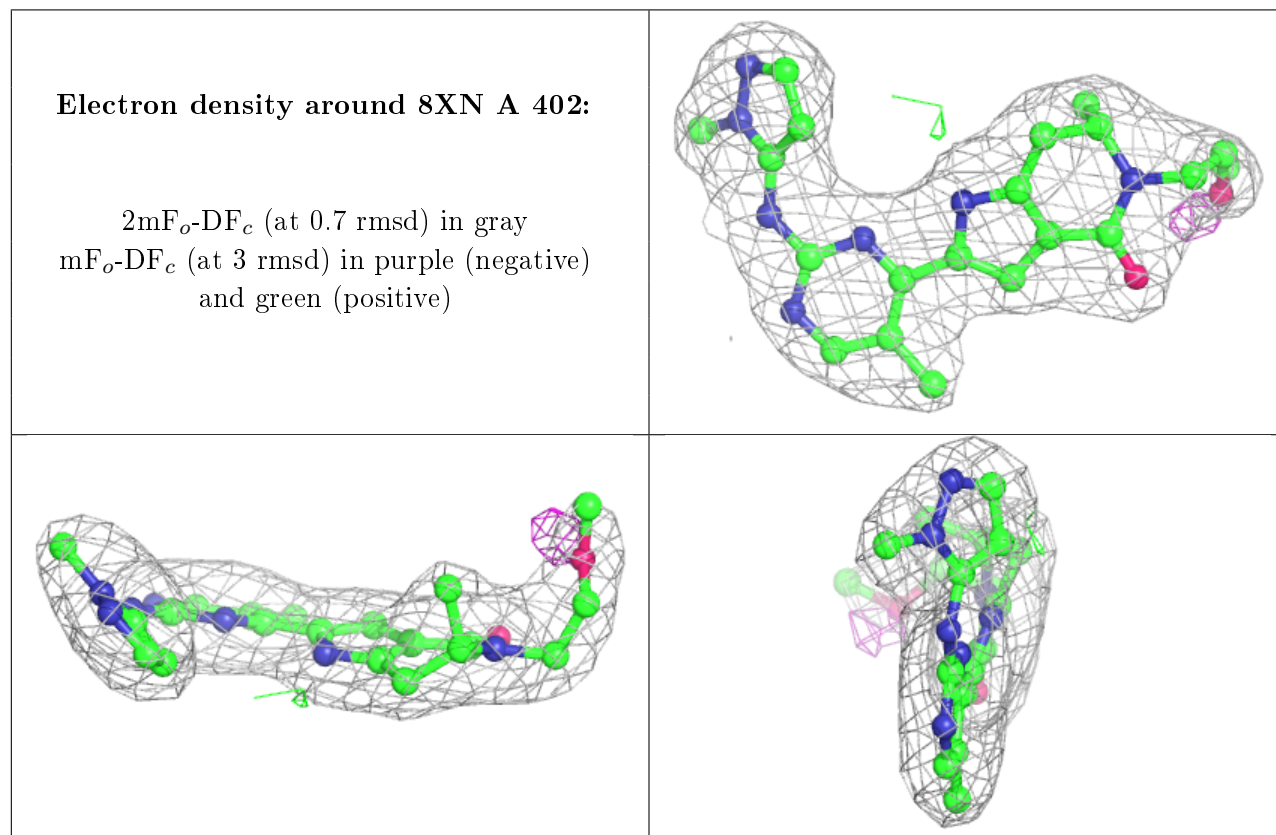 Electron density around 8XN A 402:
2mFo-DFc (at 0.7 rmsd) in gray
mFo-DFc (at 3 rmsd) in purple (negative)
and green (positive)